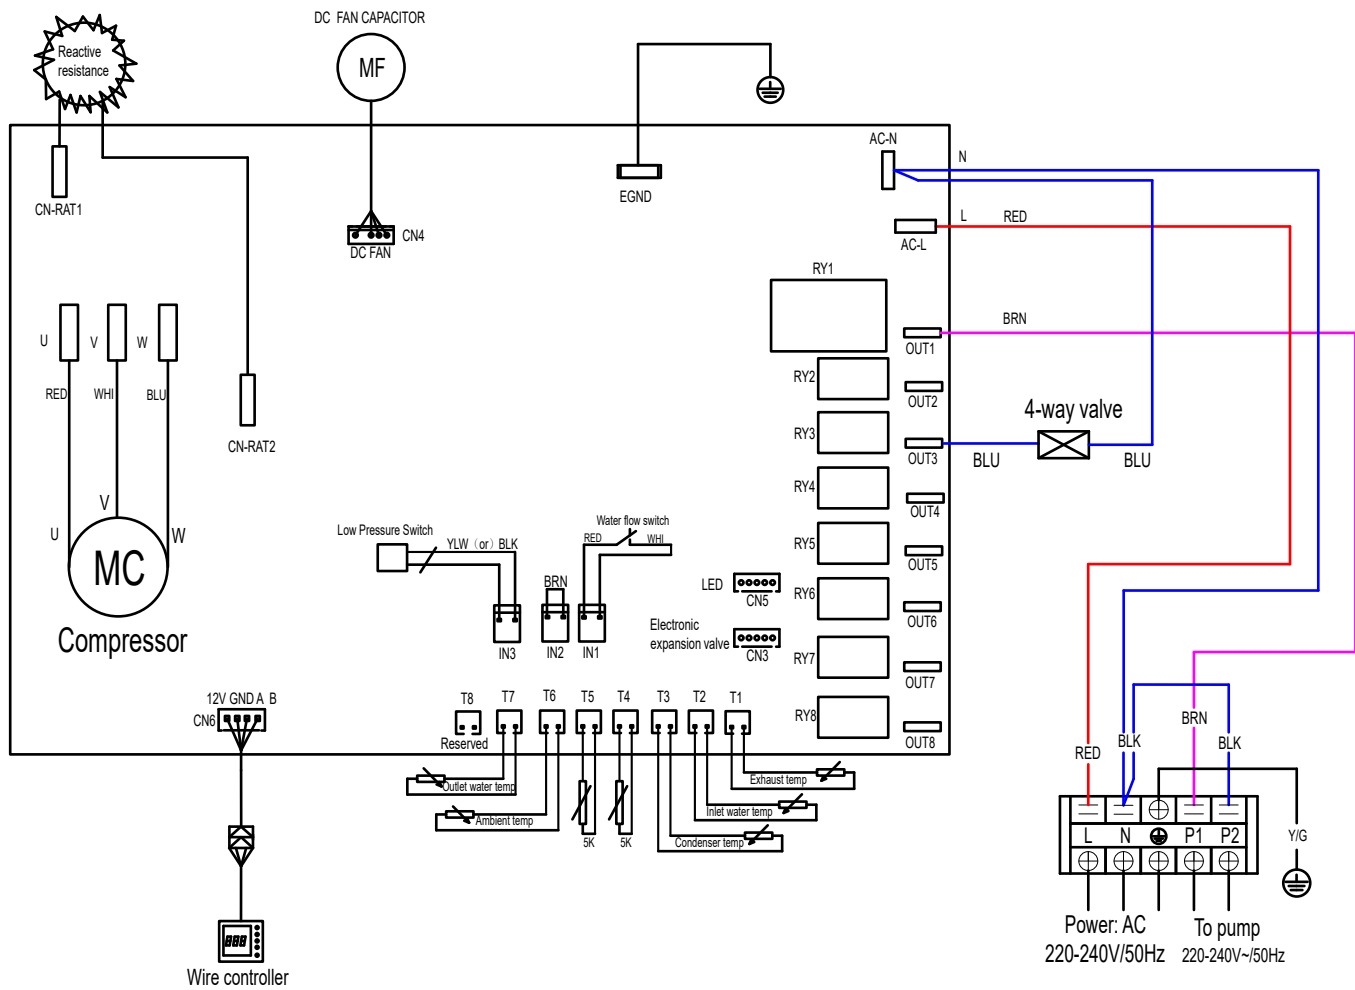 DC FAN CAPACITOR
Reactive
resistance
MF
AC-N
N
CN-RAT1
EGND
L
RED
CN4
DC FAN
AC-L
RY1
BRN
OUT1
U
V
W
RY2
OUT2
RED
WHI
BLU
4-way valve
RY3
CN-RAT2
OUT3
BLU
BLU
RY4
OUT4
V
U
W
Low Pressure Switch
Water flow switch
YLW（or）BLK
RED
WHI
RY5
OUT5
MC
BRN
LED
CN5
RY6
OUT6
Compressor
Electronic
expansion valve
IN3
IN2
IN1
CN3
RY7
OUT7
12V GND A B
CN6
T8
T7
T6
T5
T4
T3
T2
T1
RY8
OUT8
Reserved
BRN
RED
BLK
BLK
Outlet water temp
Exhaust temp
Ambient temp
Inlet water temp
5K
5K
Condenser temp
L
N
P1
P2
Y/G
Power: AC
220-240V/50Hz
To pump
220-240V~/50Hz
888
Wire controller